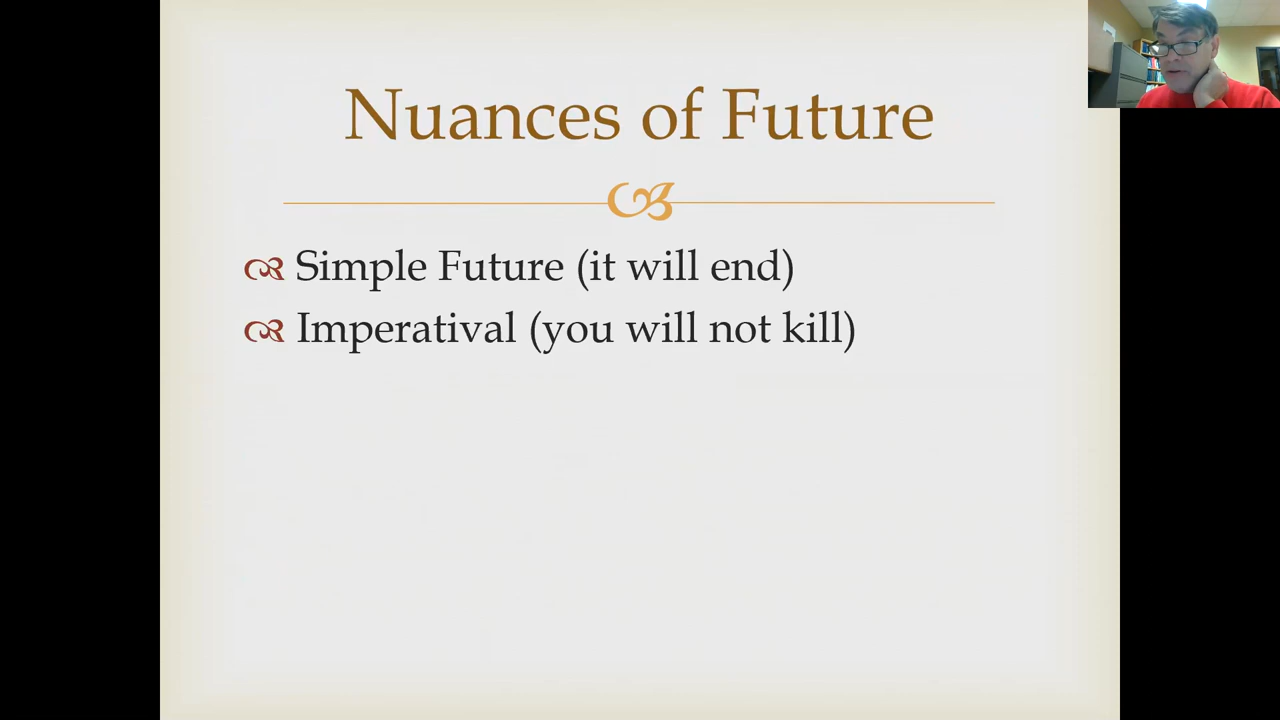 Nuances of Future
Simple Future (it will end)
Imperatival (you will not kill)